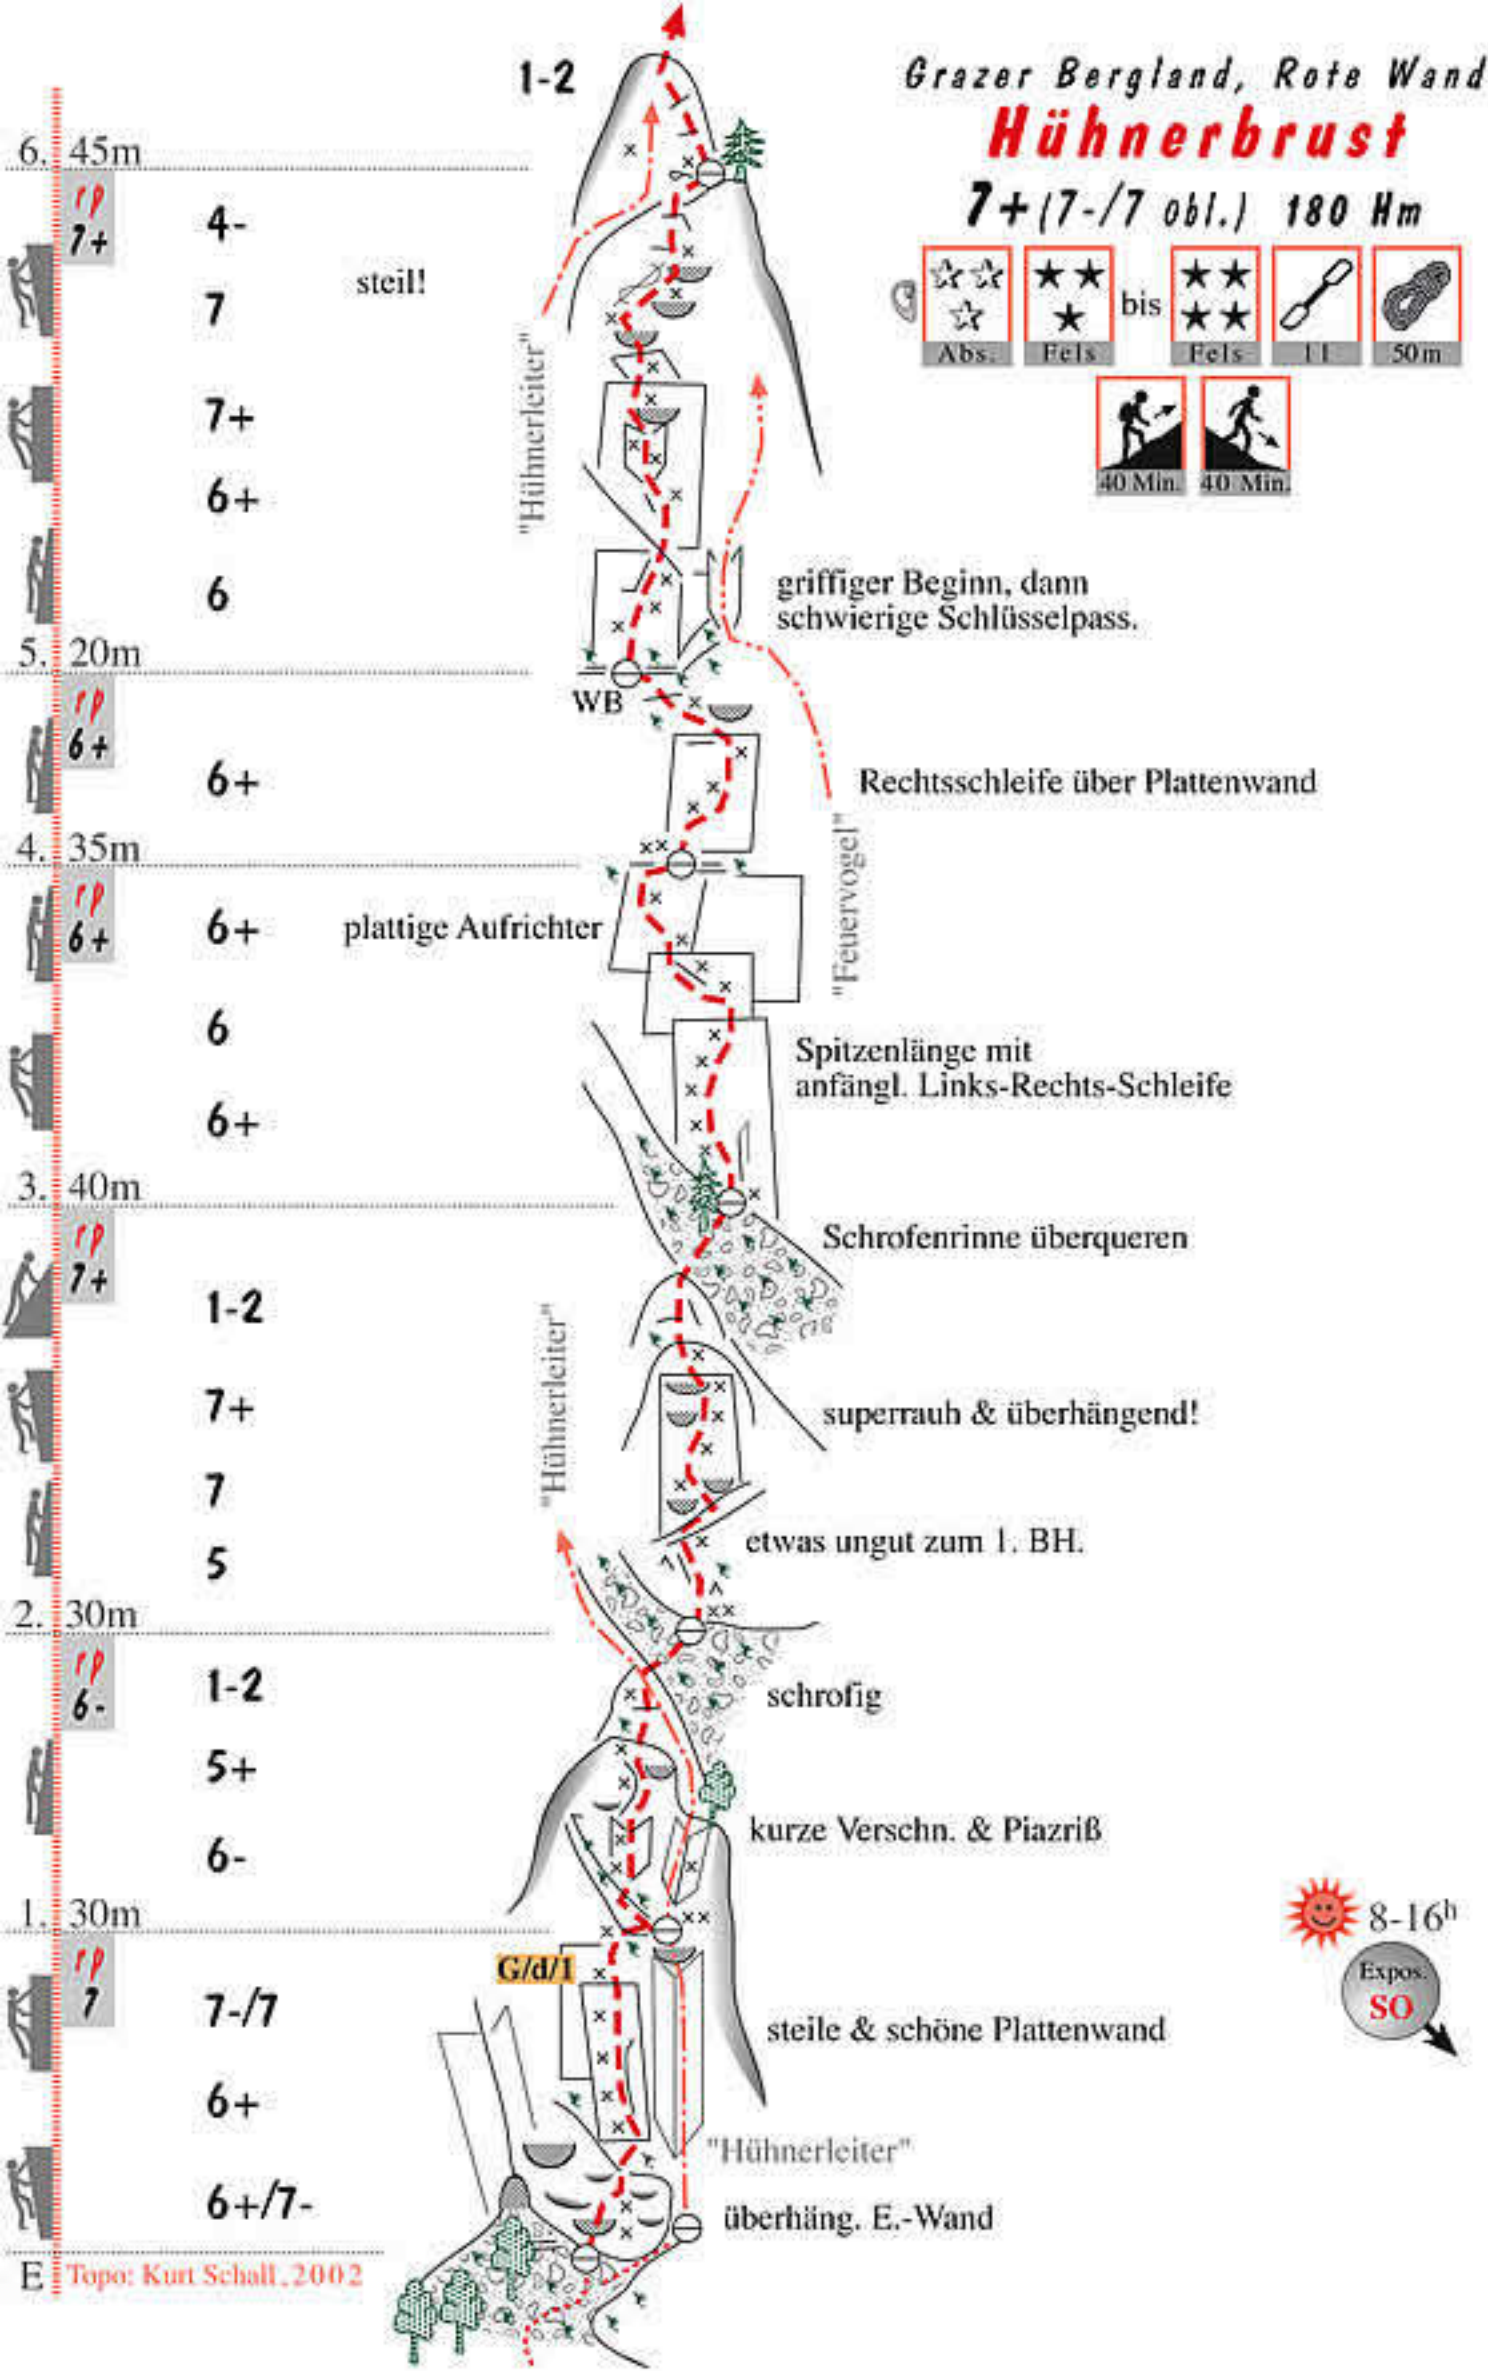 Grazer Bergland, Rote Wand
Hühnerbrust
7+ (7-/7 obl.) 180 Hm
Abs.
Fels
bis
Fels
11
50m
40 Min.
40 Min.
1-2
6. 45m
rp
7+
4-
steil!
7
"Hühnerleiter"
7+
6+
6
griffiger Beginn, dann
schwierige Schlüsselpass.
5. 20m
WB
rp
6+
6+
Rechtsschleife über Plattenwand
"Feuervogel"
4. 35m
rp
6+
6+
plattige Aufrichter
6
Spitzenlänge mit
anfängl. Links-Rechts-Schleife
6+
3. 40m
Schrofenrinne überqueren
rp
7+
1-2
"Hühnerleiter"
7+
superrauh & überhängend!
7
etwas ungut zum 1. BH.
5
2. 30m
rp
6-
1-2
schrofig
5+
kurze Verschn. & Piazriß
6-
1. 30m
8-16h
G/d/1
Expos.
SO
rp
7
7-/7
steile & schöne Plattenwand
6+
"Hühnerleiter"
6+/7-
überhäng. E.-Wand
E
Topo: Kurt Schall, 2002